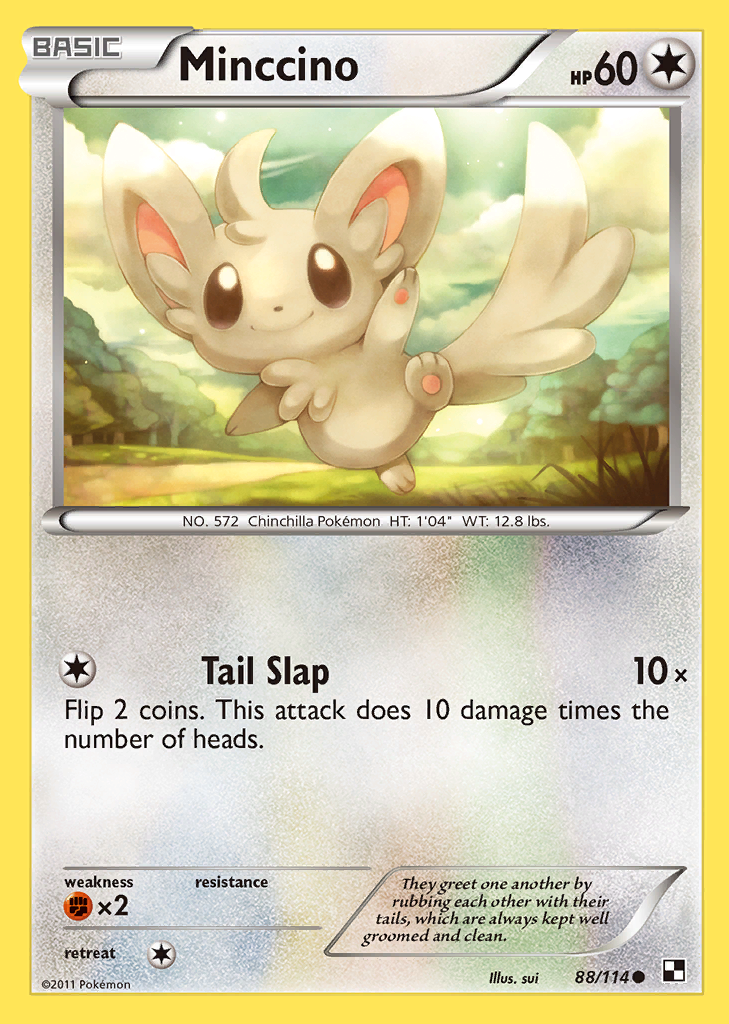 BASIC Minccino HP60
NO. 572 Chinchilla Pokémon HT: 1'04" WT: 12.8 lbs.
Tail Slap 10×
Flip 2 coins. This attack does 10 damage times the
number of heads.
weakness resistance
×2
retreat
They greet one another by
rubbing each other with their
tails, which are always kept well
groomed and clean.
©2011 Pokémon Illus. sui 88/114